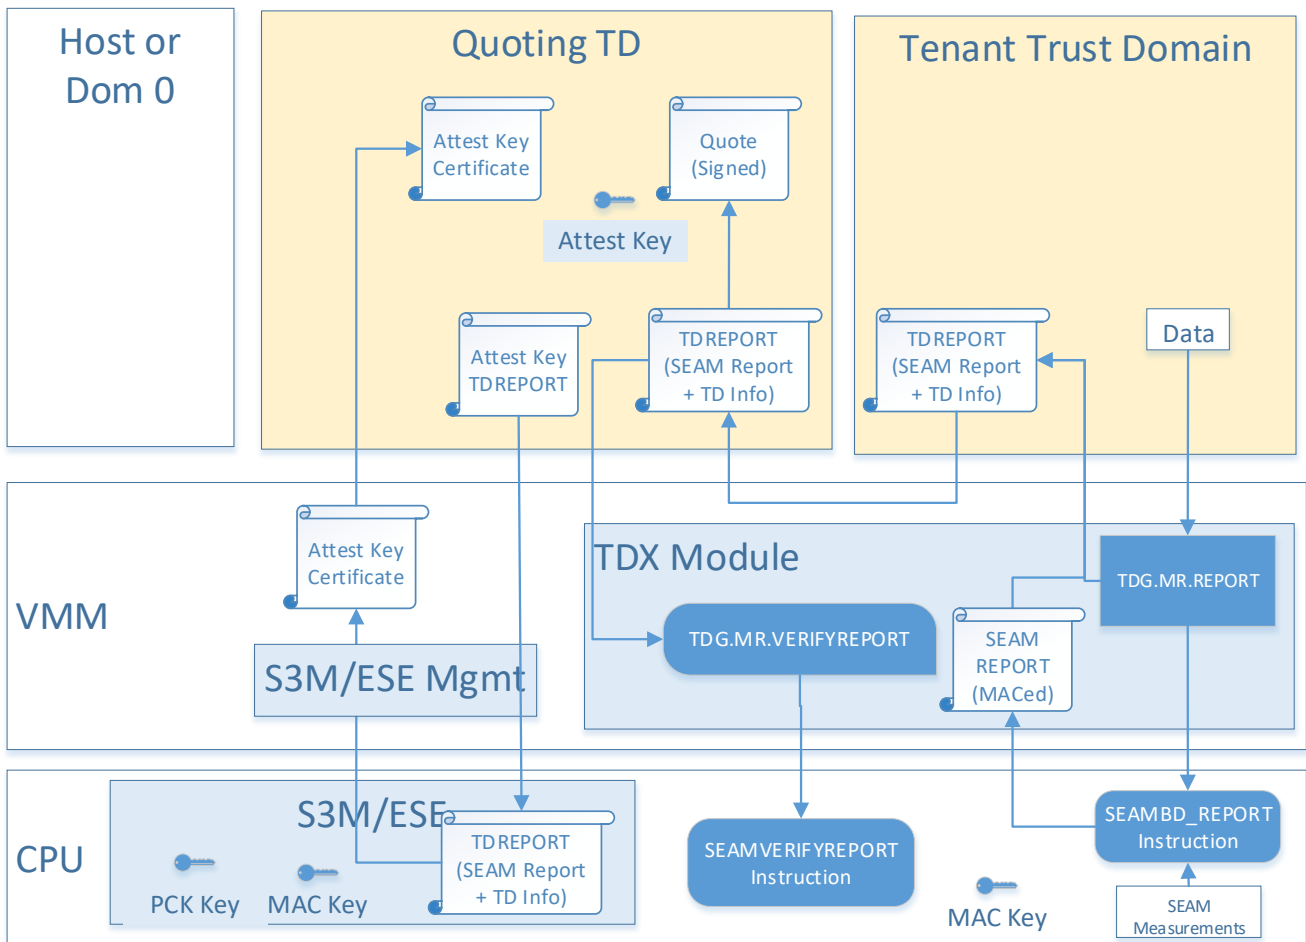 Host or
Dom 0
Quoting TD
Tenant Trust Domain
Attest Key
Certificate
Quote
(Signed)
Attest Key
Attest Key
TDREPORT
TDREPORT
(SEAM Report
+ TD Info)
TDREPORT
(SEAM Report
+ TD Info)
Data
VMM
Attest Key
Certificate
S3M/ESE Mgmt
TDX Module
TDG.MR.VERIFYREPORT
SEAM
REPORT
(MACed)
TDG.MR.REPORT
CPU
S3M/ESE
PCK Key
MAC Key
TDREPORT
(SEAM Report
+ TD Info)
SEAMVERIFYREPORT
Instruction
MAC Key
SEAMBD_REPORT
Instruction
SEAM
Measurements